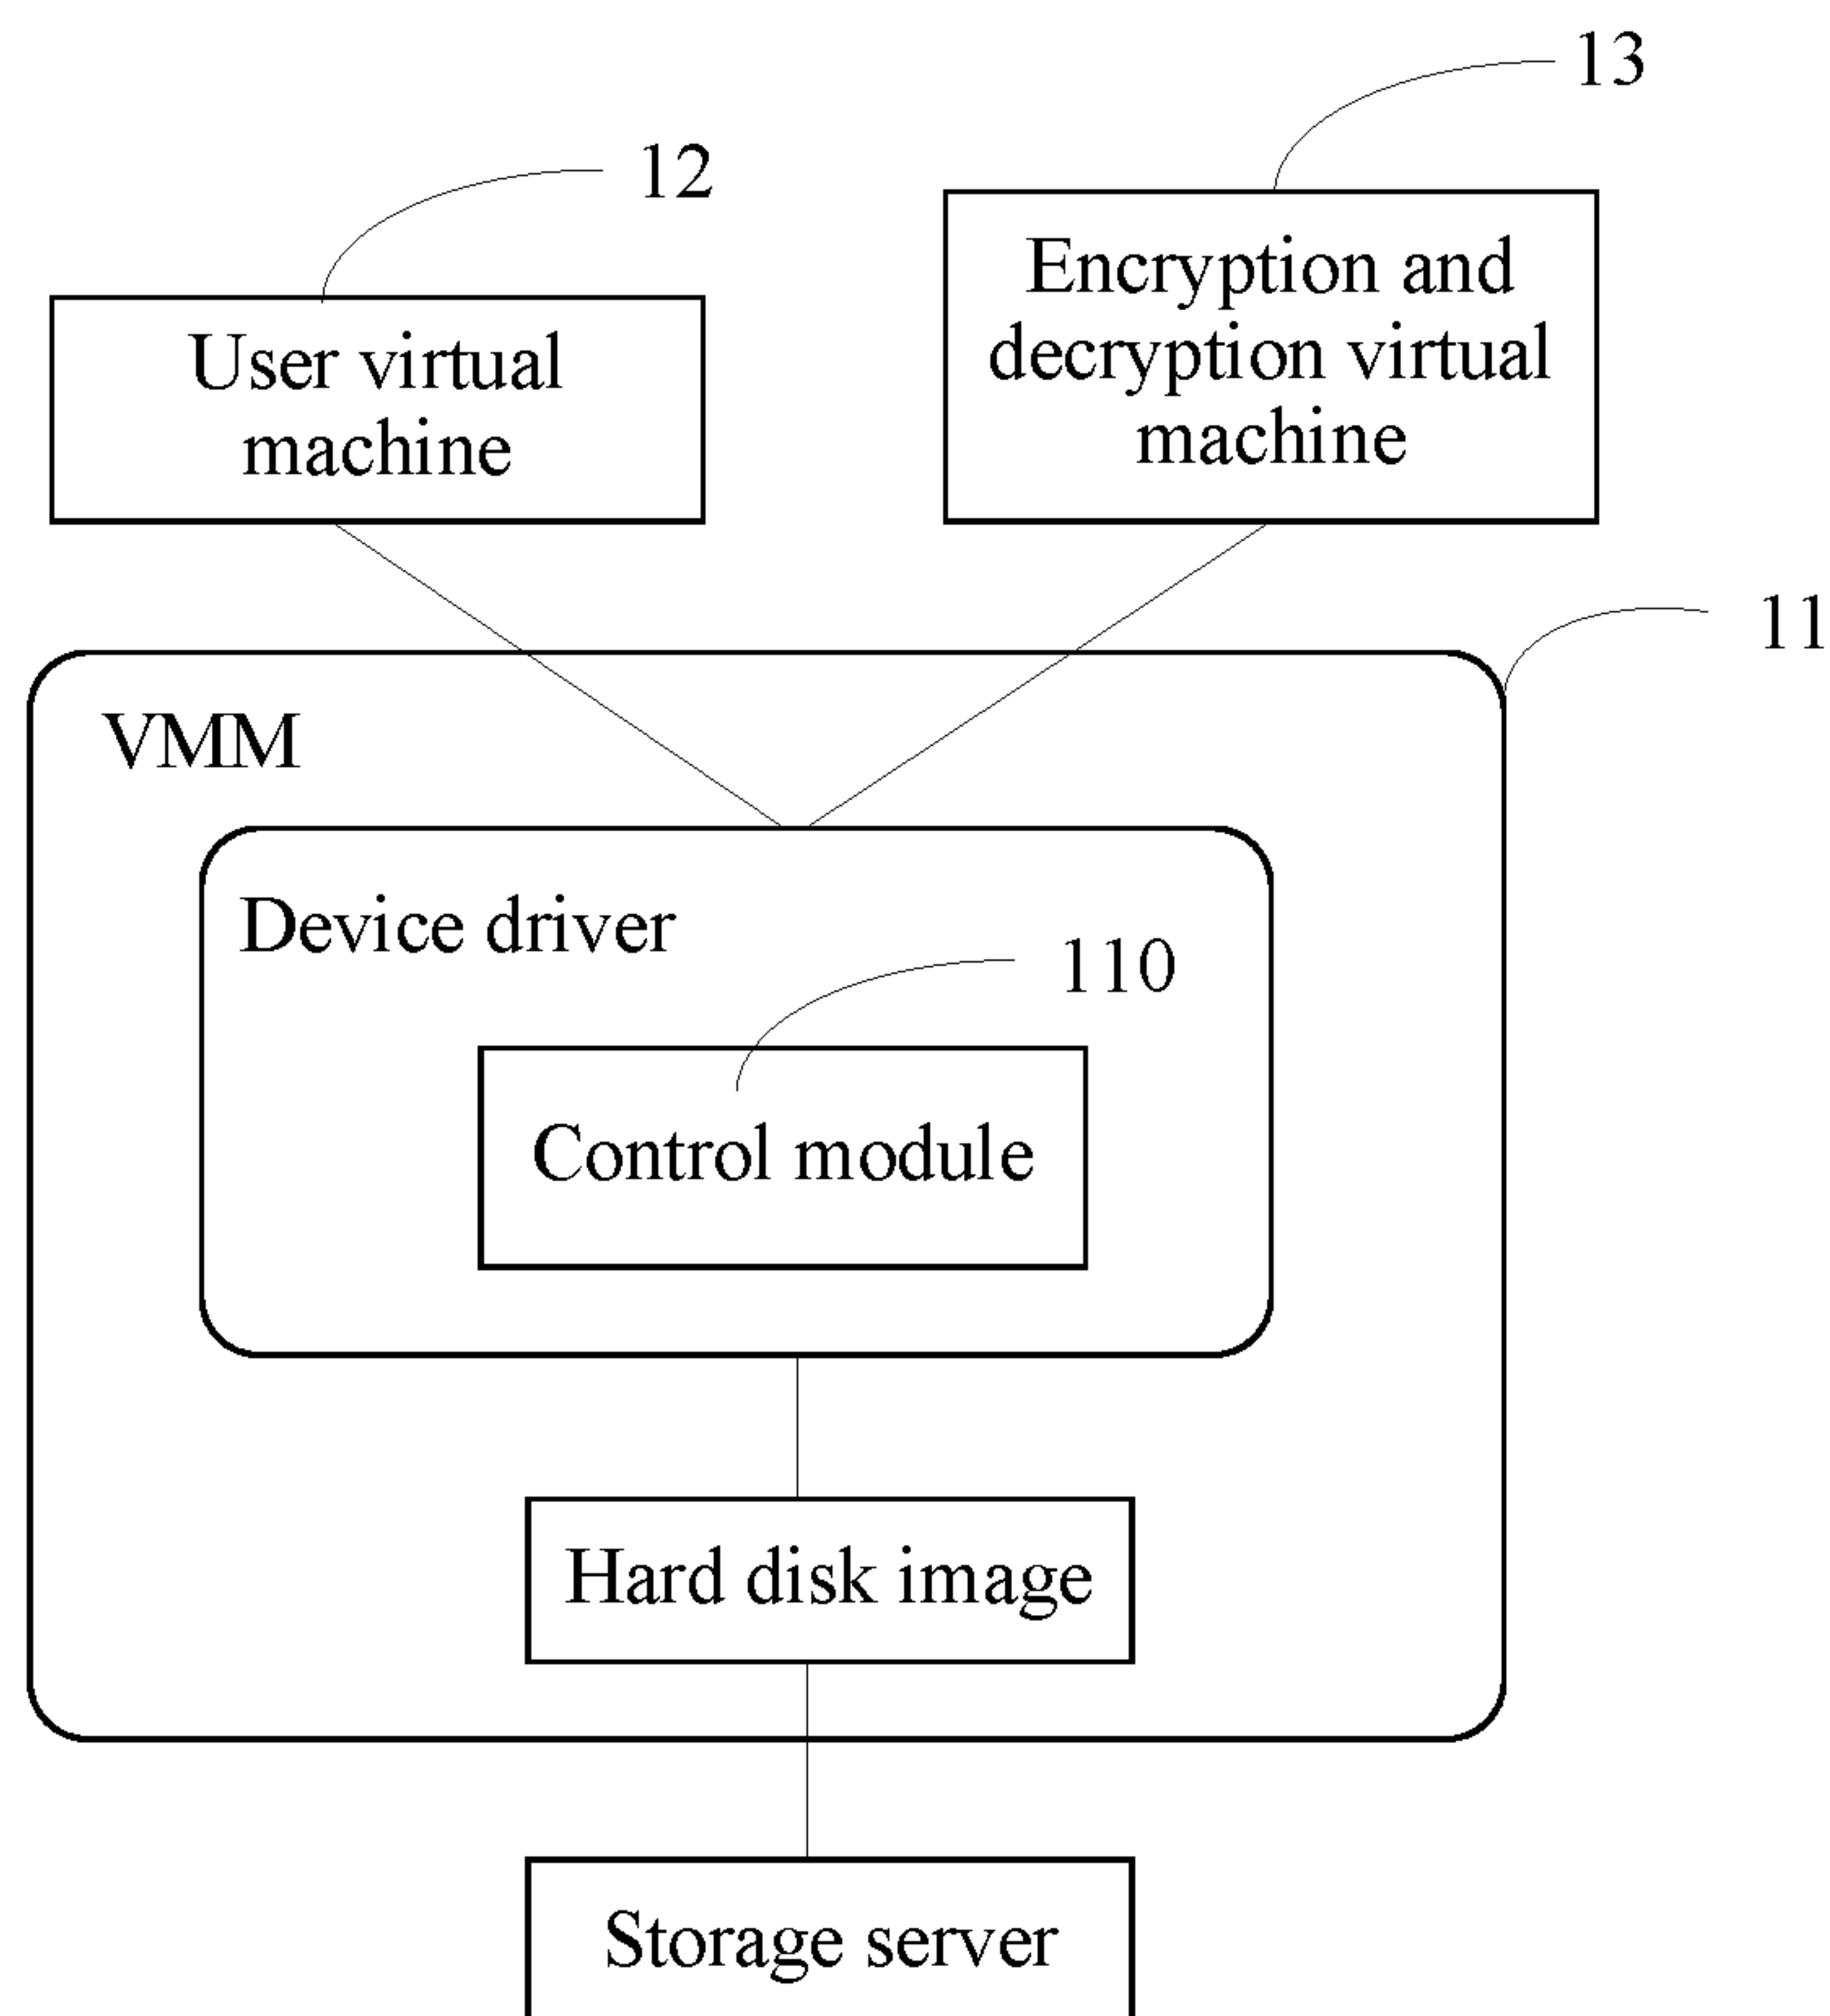 13
12
Encryption and
decryption virtual
machine
User virtual
machine
11
VMM
Device driver
110
Control module
Hard disk image
Storage server